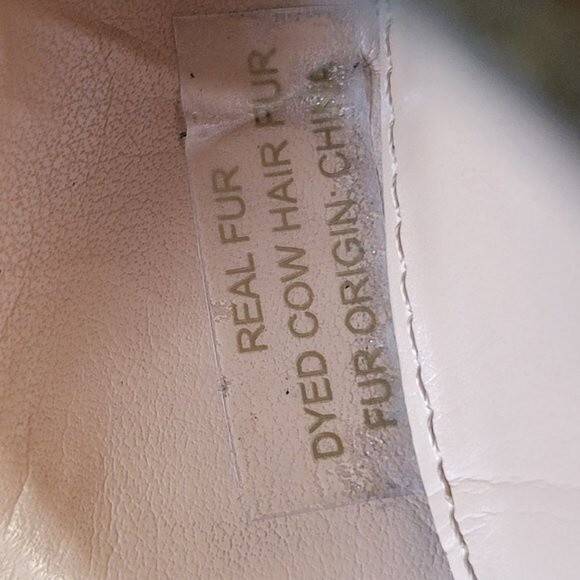 REAL FUR
DYED COW HAIR FUR
FUR ORIGIN: CHINA